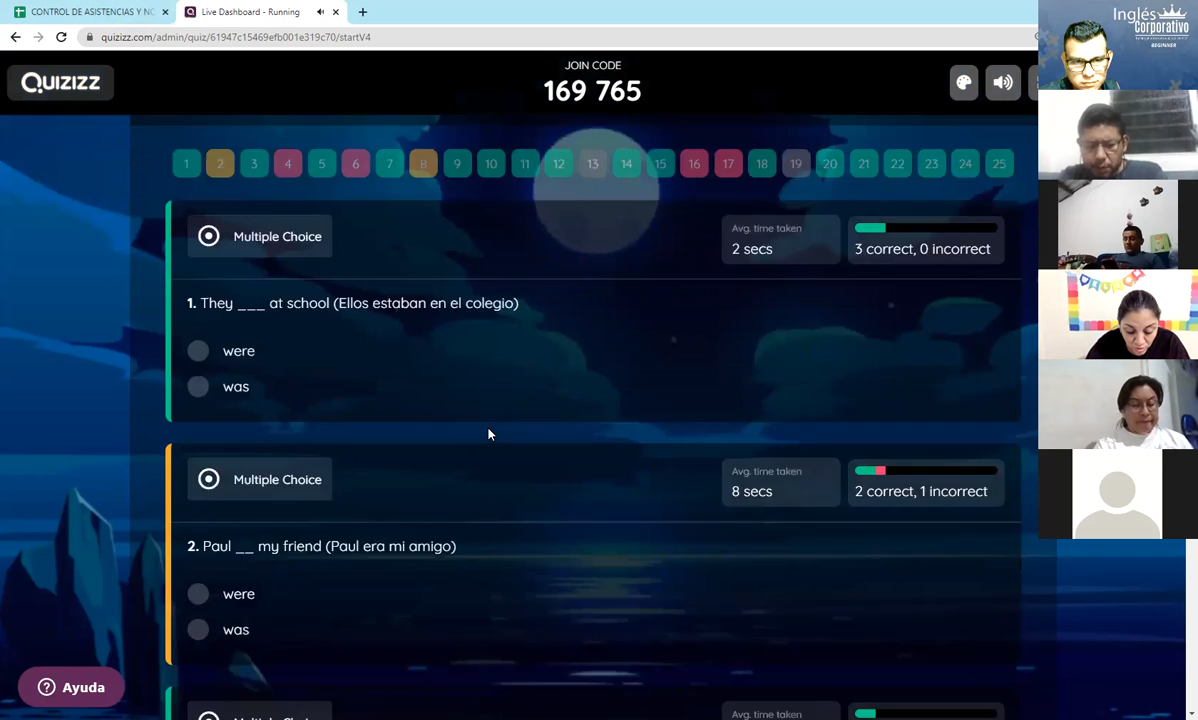 CONTROL DE ASISTENCIAS Y NO
Live Dashboard - Running
quizizz.com/admin/quiz/61947c15469efb001e319c70/startV4
Inglés
Corporativo
BEGINNER
QUIZIZZ
JOIN CODE
169 765
1 2 3 4 5 6 7 8 9 10 11 12 13 14 15 16 17 18 19 20 21 22 23 24 25
Multiple Choice
Avg. time taken
2 secs
3 correct, 0 incorrect
1. They ___ at school (Ellos estaban en el colegio)
were
was
Multiple Choice
Avg. time taken
8 secs
2 correct, 1 incorrect
2. Paul __ my friend (Paul era mi amigo)
were
was
Ayuda
Multiple Choice
Avg. time taken